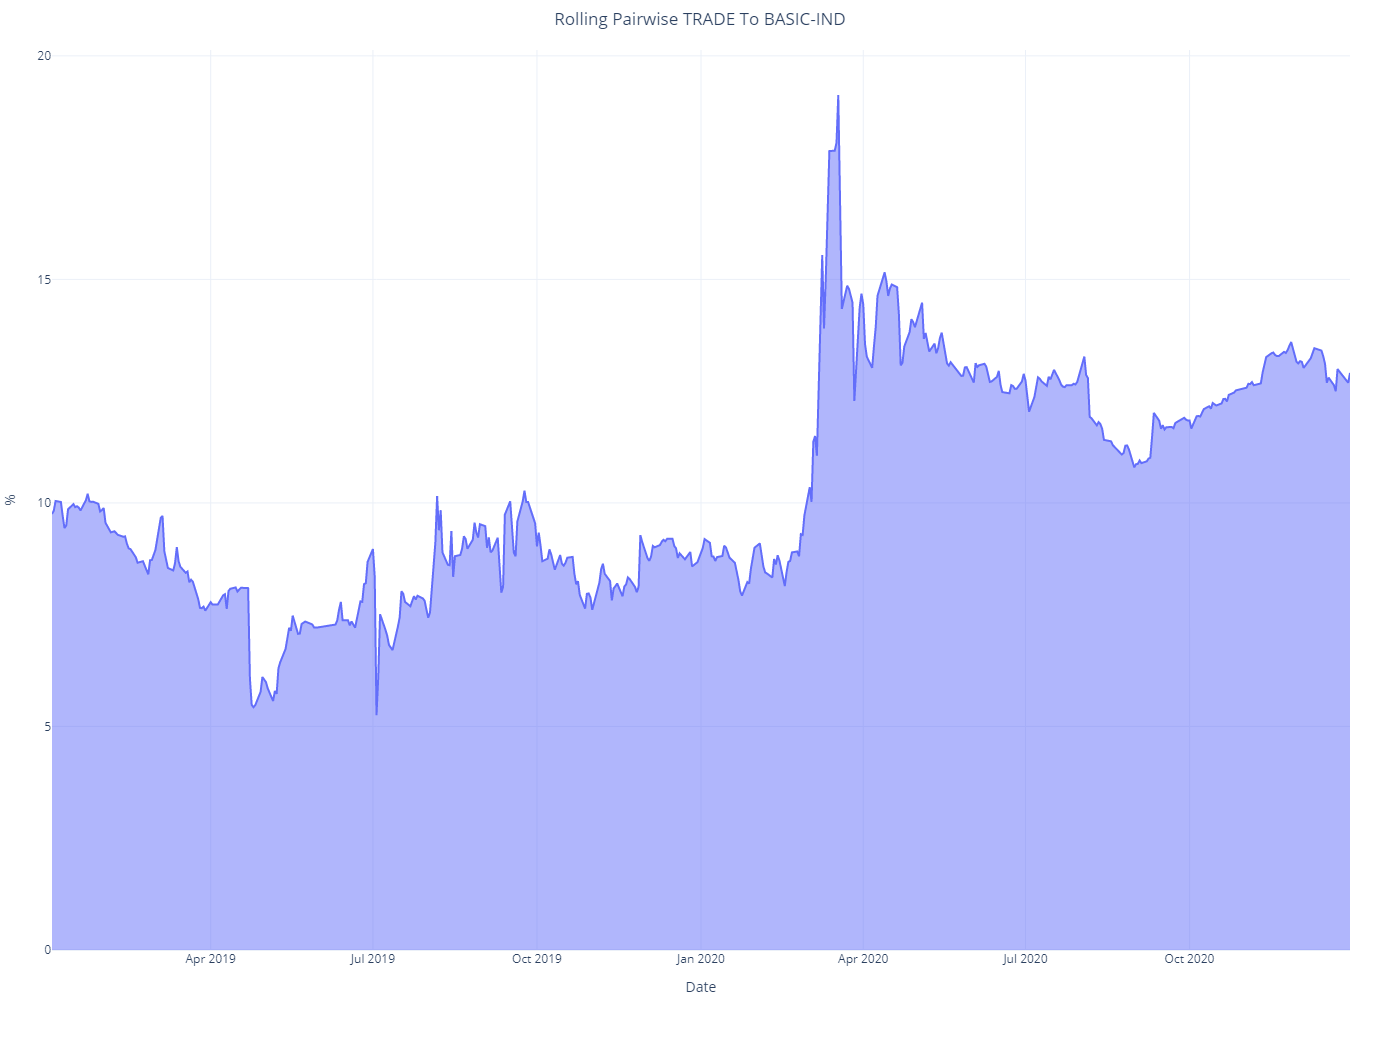 Rolling Pairwise TRADE To BASIC-IND
20
15
10
5
0
%
Apr 2019
Jul 2019
Oct 2019
Jan 2020
Apr 2020
Jul 2020
Oct 2020
Date